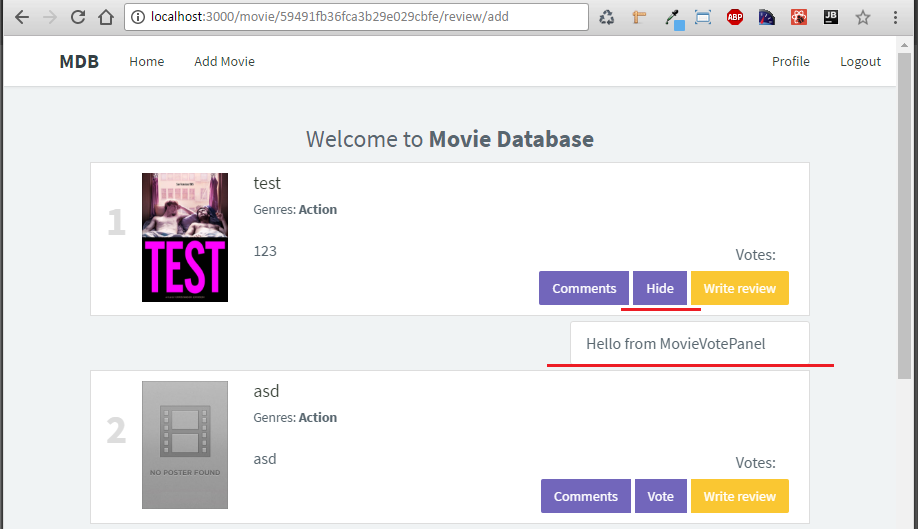 localhost:3000/movie/59491fb36fca3b29e029cbfe/review/add
ABP
JB
MDB Home Add Movie Profile Logout
Welcome to Movie Database
1
TEST
test
Genres: Action
123
Votes:
Comments Hide Write review
Hello from MovieVotePanel
2
NO POSTER FOUND
asd
Genres: Action
asd
Votes:
Comments Vote Write review